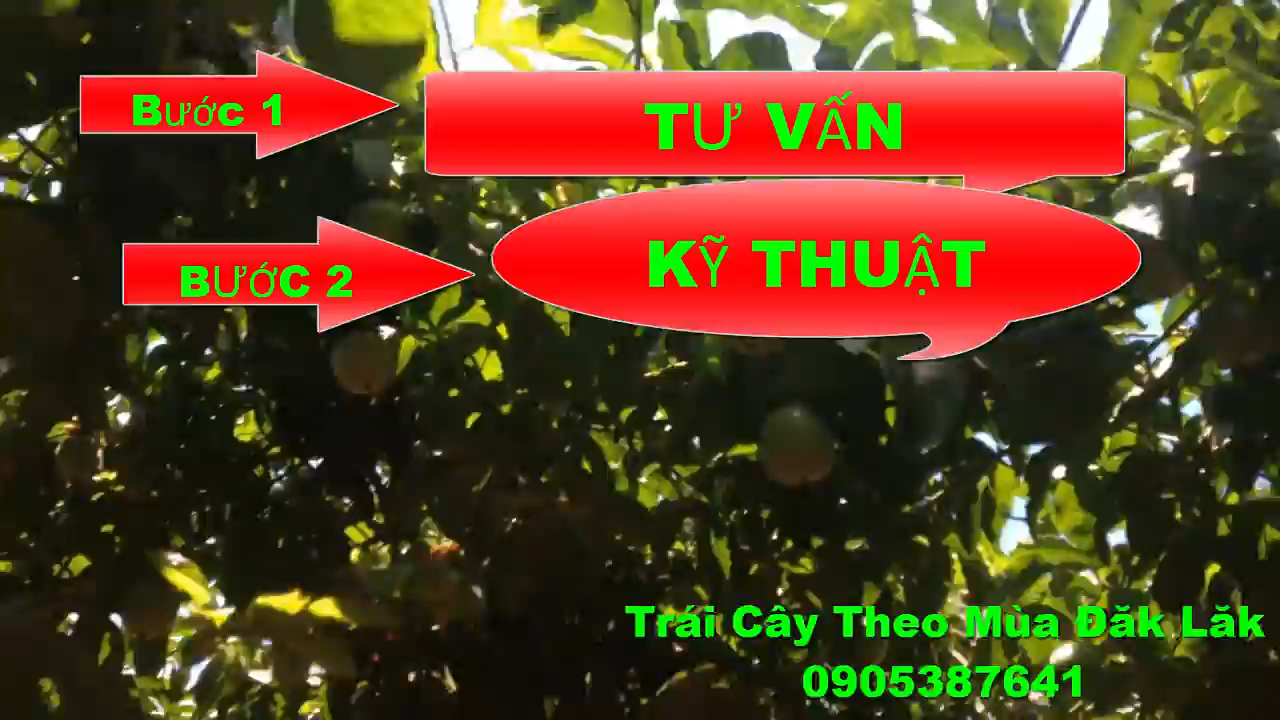 Bước 1
TƯ VẤN
BƯớC 2
KỸ THUẬT
Trái Cây Theo Mùa Đăk Lăk
0905387641